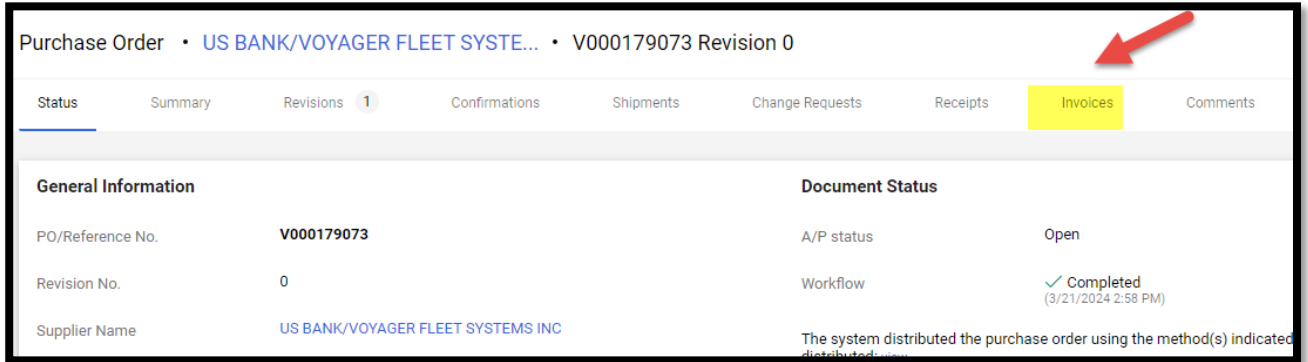 Purchase Order • US BANK/VOYAGER FLEET SYSTE... • V000179073 Revision 0
Status Summary Revisions 1 Confirmations Shipments Change Requests Receipts Invoices Comments
General Information Document Status
PO/Reference No. V000179073 A/P status Open
Revision No. 0 Workflow ✓ Completed
(3/21/2024 2:58 PM)
Supplier Name US BANK/VOYAGER FLEET SYSTEMS INC
The system distributed the purchase order using the method(s) indicated
distributed: view